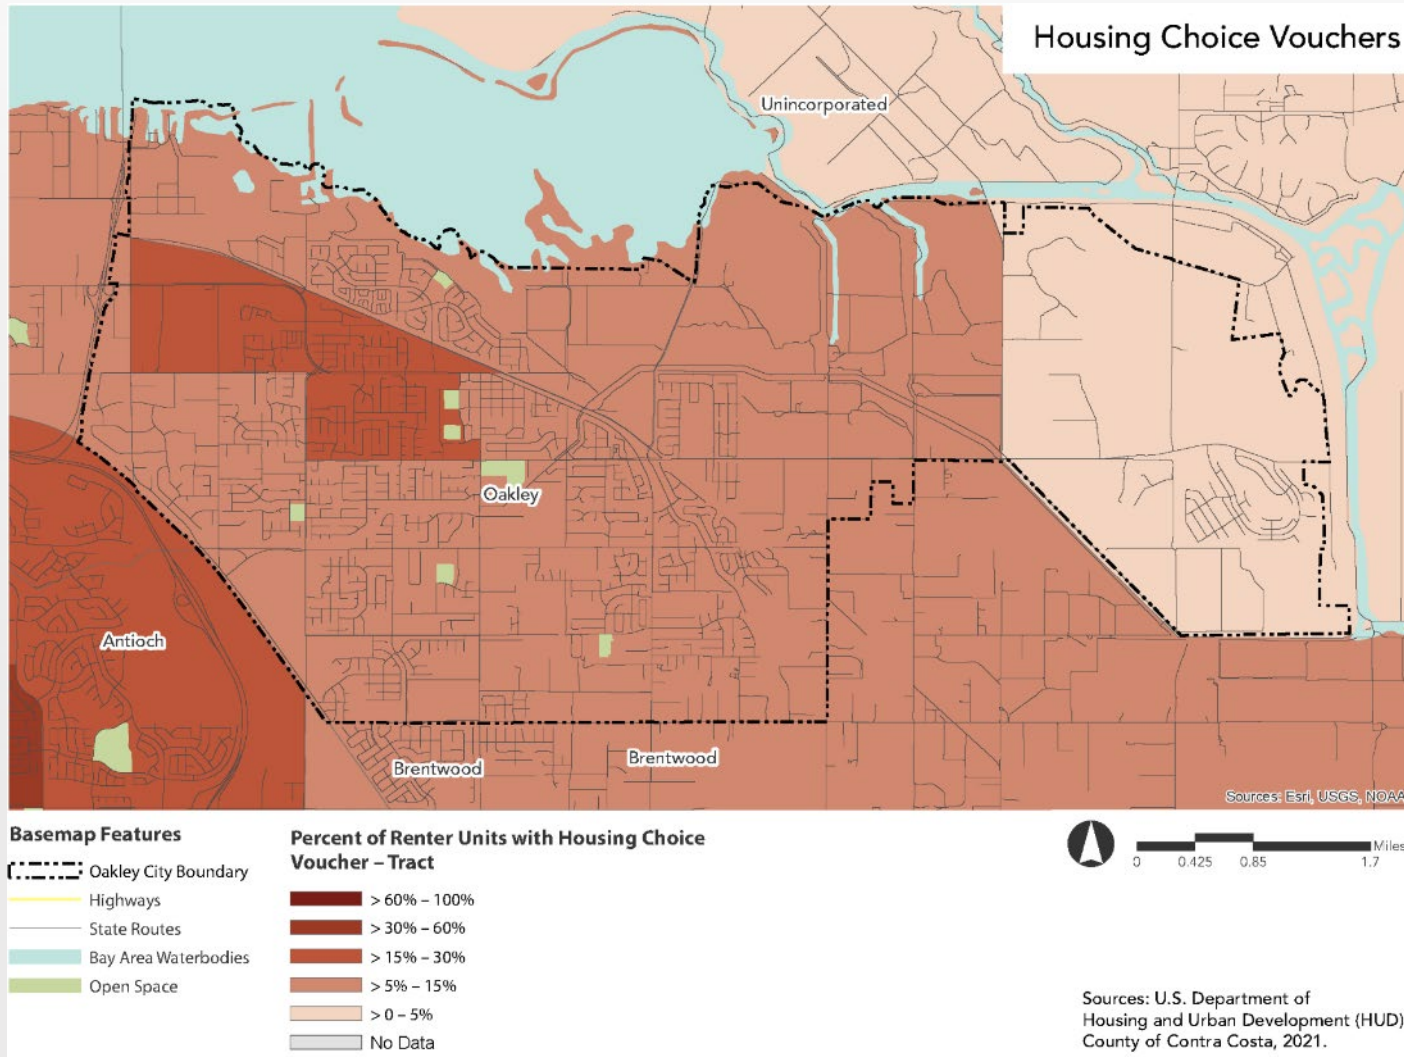 Housing Choice Vouchers
Unincorporated
Oakley
Antioch
Brentwood
Brentwood
Sources: Esri, USGS, NOAA
Basemap Features
Oakley City Boundary
Highways
State Routes
Bay Area Waterbodies
Open Space
Percent of Renter Units with Housing Choice
Voucher – Tract
> 60% – 100%
> 30% – 60%
> 15% – 30%
> 5% – 15%
> 0 – 5%
No Data
Miles
0 0.425 0.85 1.7
Sources: U.S. Department of
Housing and Urban Development (HUD)
County of Contra Costa, 2021.